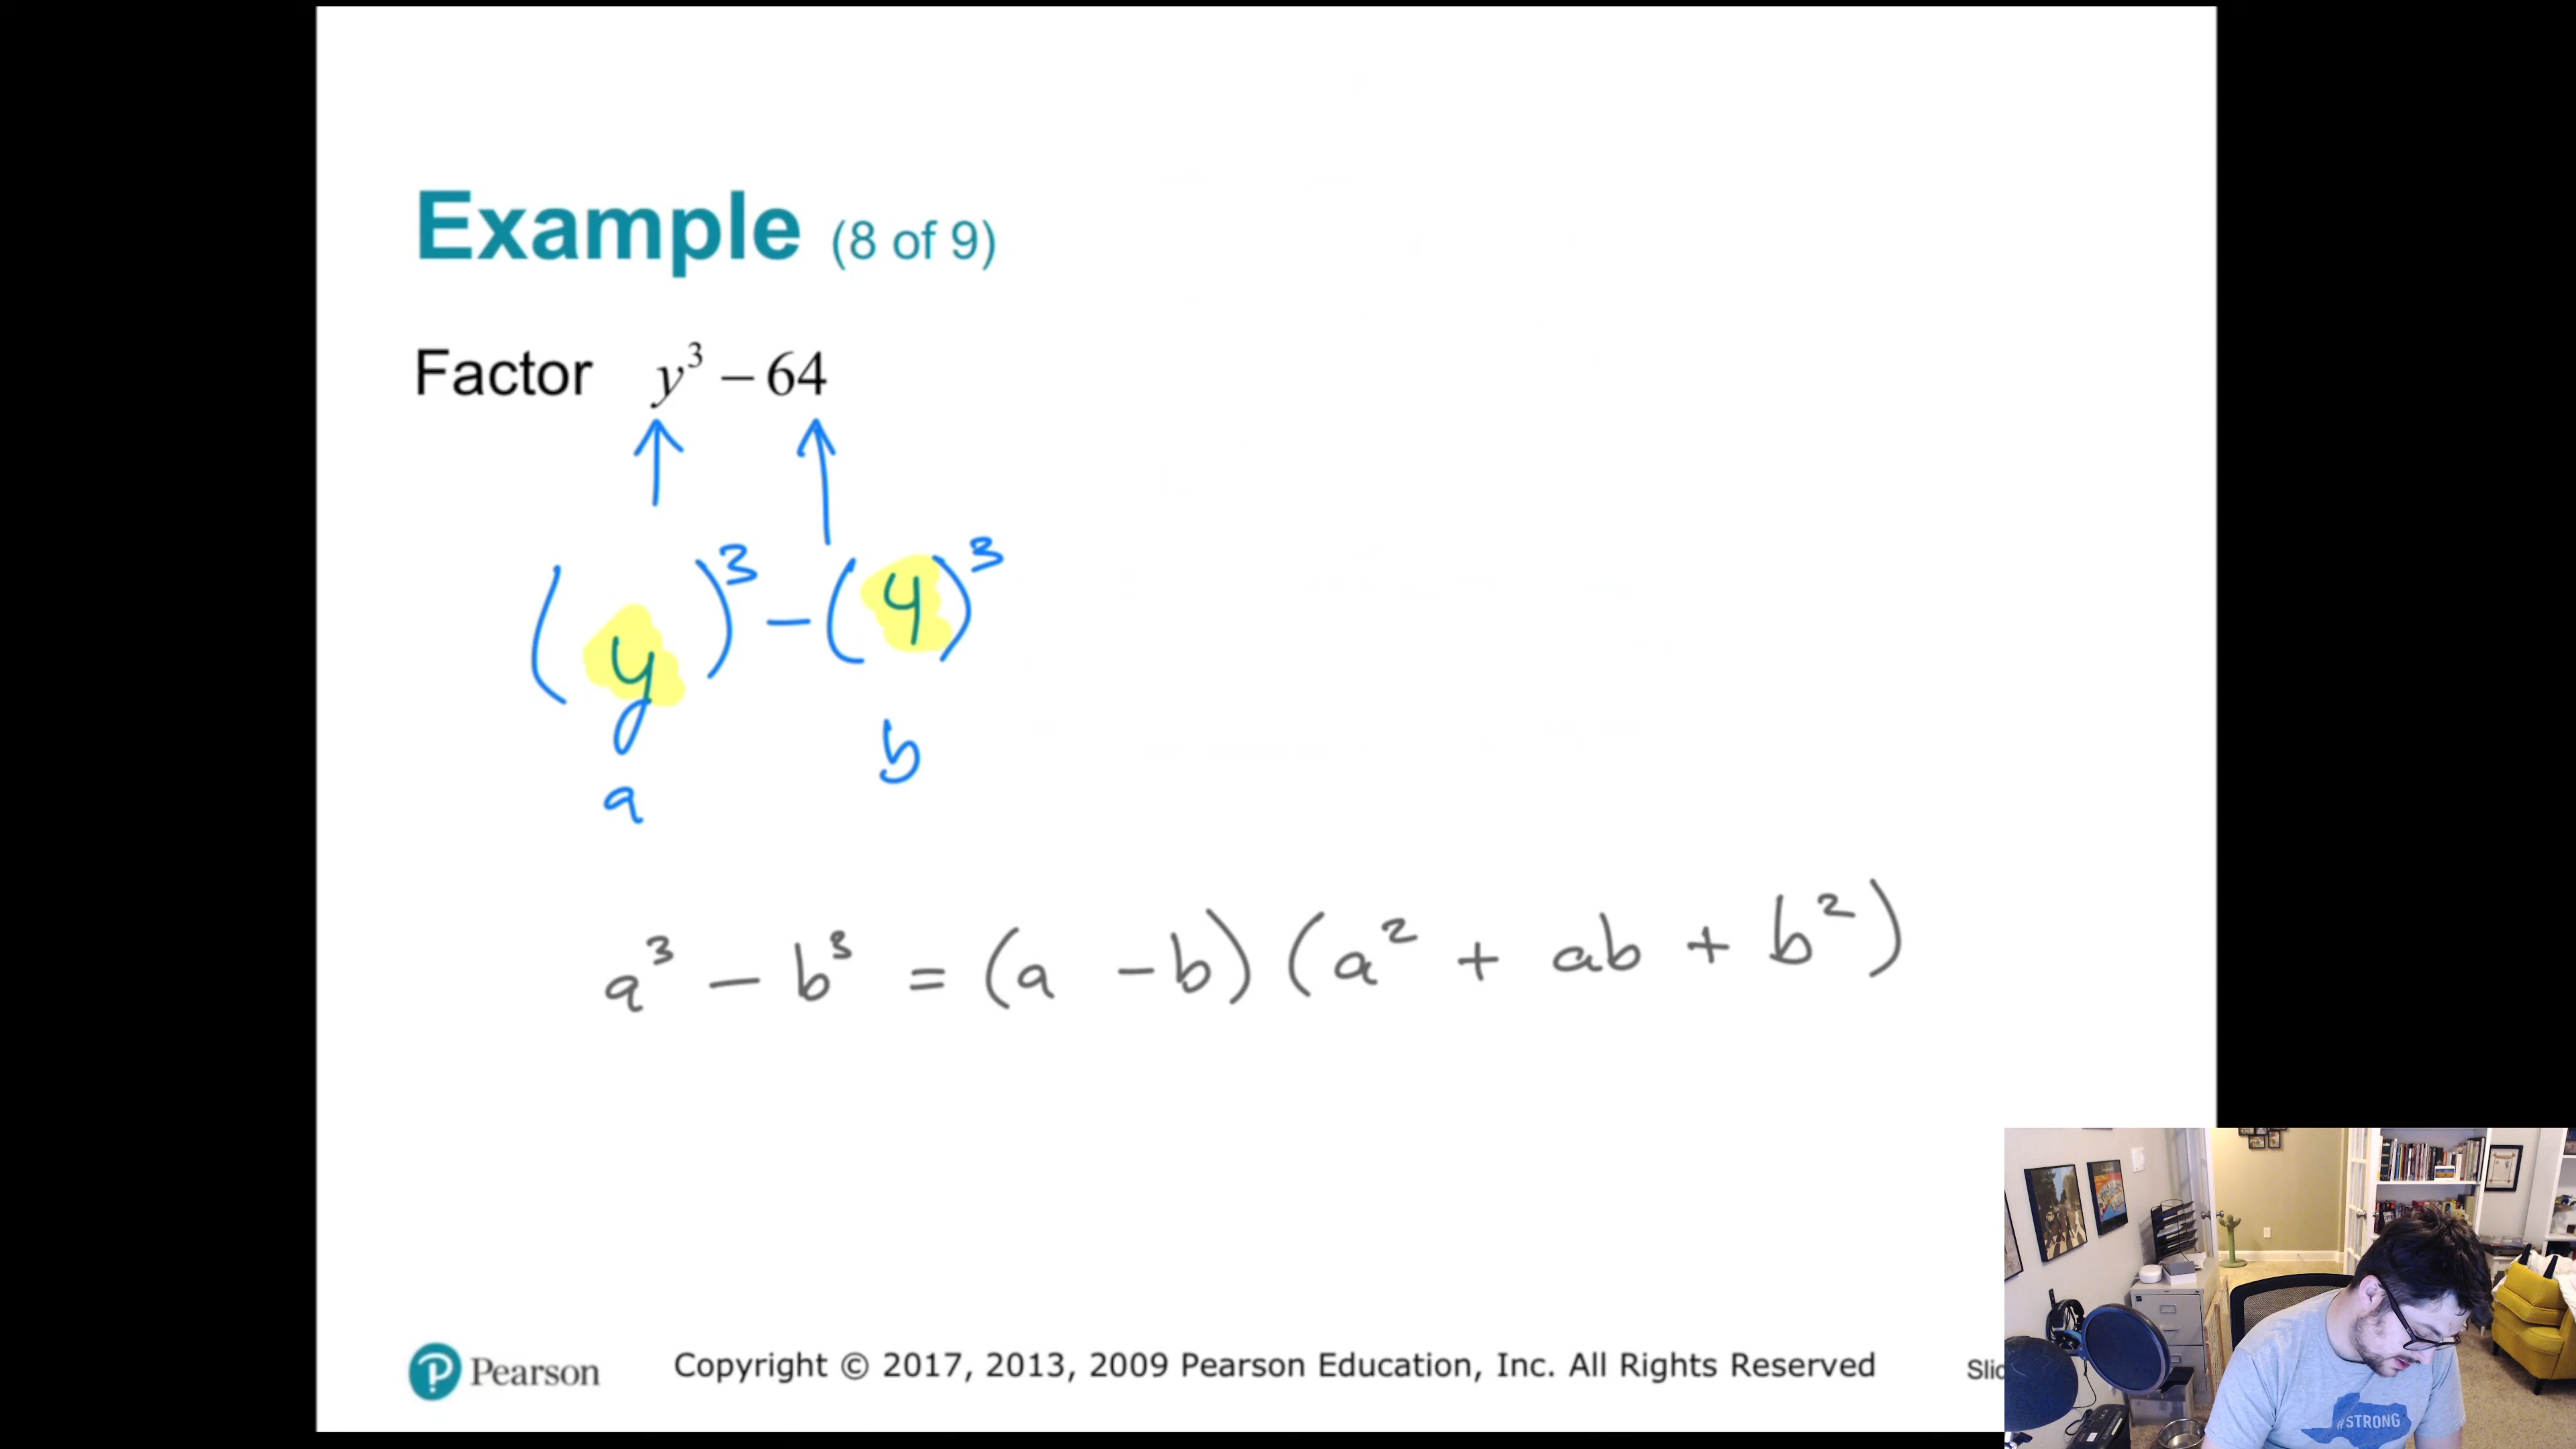 Example (8 of 9)
Factor y³ – 64
(y)³ – (4)³
a b
a³ – b³ = (a – b) (a² + ab + b²)
Pearson Copyright © 2017, 2013, 2009 Pearson Education, Inc. All Rights Reserved
#STRONG